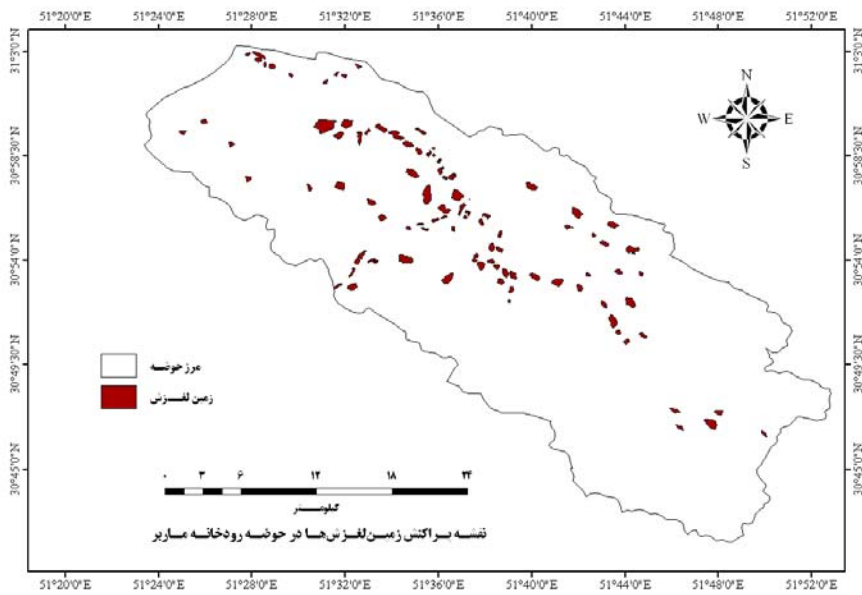 51°20'0"E 51°24'0"E 51°28'0"E 51°32'0"E 51°36'0"E 51°40'0"E 51°44'0"E 51°48'0"E 51°52'0"E
31°3'0"N 31°3'0"N
N
W E
S
30°58'30"N 30°58'30"N
30°54'0"N 30°54'0"N
مرز حوضه
30°49'30"N 30°49'30"N
زمین لغزش
30°45'0"N 30°45'0"N
۰ ۳ ۶ ۱۲ ۱۸ ۲۴
کیلومتر
نقشه پراکنش زمین‌لغزش‌ها در حوضه رودخانه ماربر
51°20'0"E 51°24'0"E 51°28'0"E 51°32'0"E 51°36'0"E 51°40'0"E 51°44'0"E 51°48'0"E 51°52'0"E